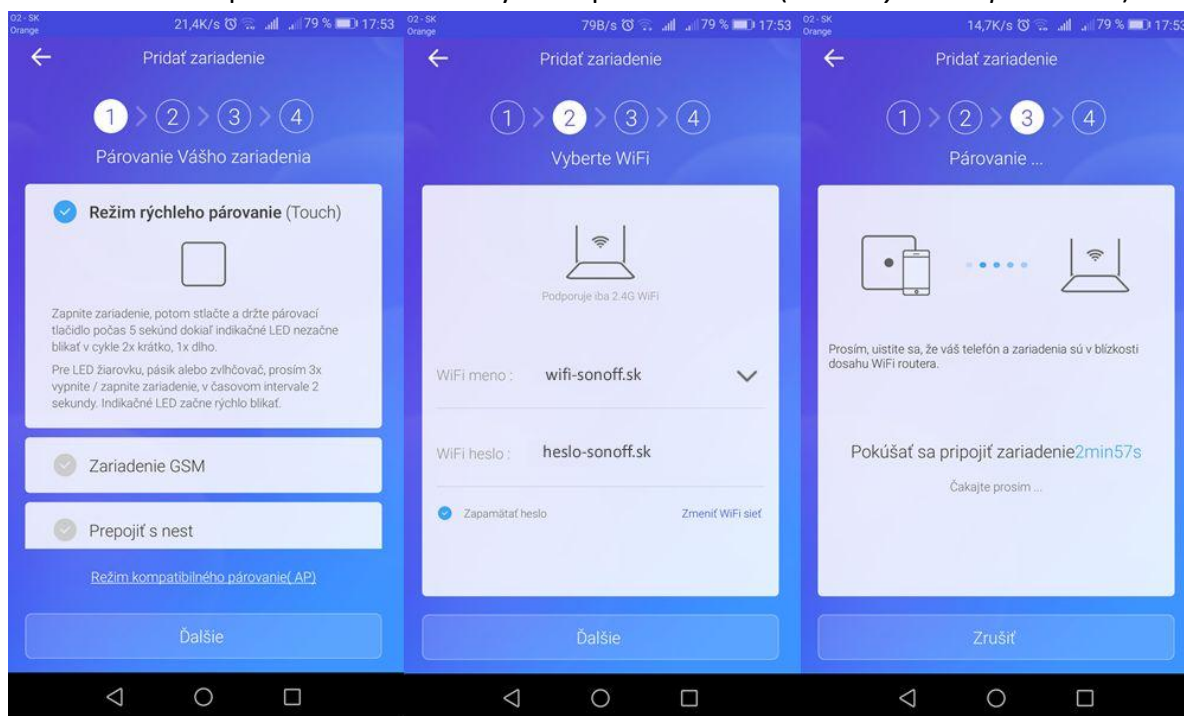 O2 - SK
Orange
21,4K/s
79 %
17:53
Pridať zariadenie
1 > 2 > 3 > 4
Párovanie Vášho zariadenia
Režim rýchleho párovanie (Touch)
Zapnite zariadenie, potom stlačte a držte párovací
tlačidlo počas 5 sekúnd dokiaľ indikačné LED nezačne
blikať v cykle 2x krátko, 1x dlho.
Pre LED žiarovku, pásik alebo zvlhčovač, prosím 3x
vypnite / zapnite zariadenie, v časovom intervale 2
sekundy. Indikačné LED začne rýchlo blikať.
Zariadenie GSM
Prepojiť s nest
Režim kompatibilného párovanie( AP)
Ďalšie
O2 - SK
Orange
79B/s
79 %
17:53
Pridať zariadenie
1 > 2 > 3 > 4
Vyberte WiFi
Podporuje iba 2.4G WiFi
WiFi meno : wifi-sonoff.sk
WiFi heslo : heslo-sonoff.sk
Zapamätať heslo Zmeniť WiFi sieť
Ďalšie
O2 - SK
Orange
14,7K/s
79 %
17:53
Pridať zariadenie
1 > 2 > 3 > 4
Párovanie ...
Prosím, uistite sa, že váš telefón a zariadenia sú v blízkosti
dosahu WiFi routera.
Pokúšať sa pripojiť zariadenie2min57s
Čakajte prosim ...
Zrušiť